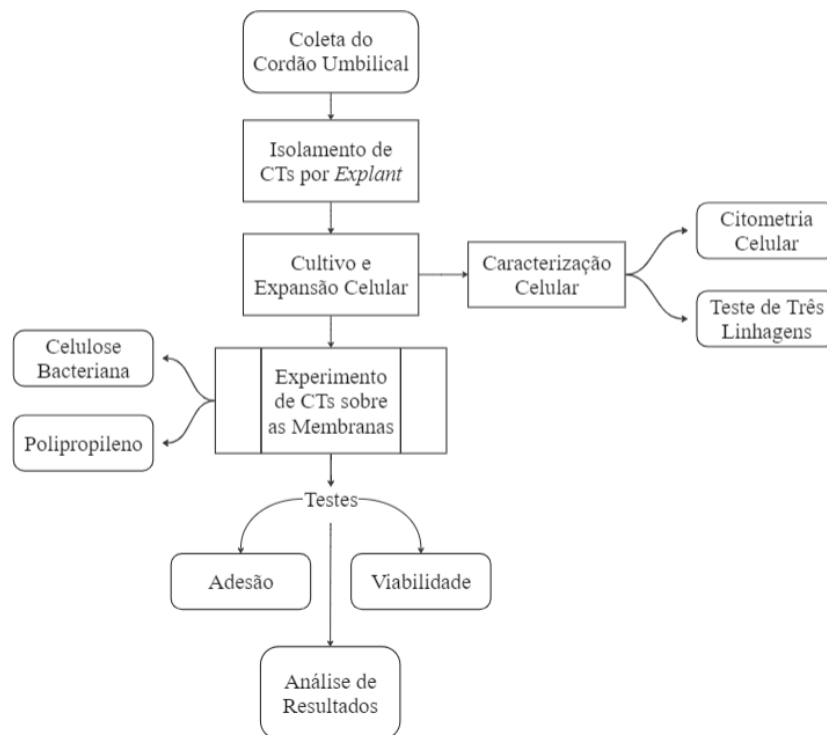 Coleta do
Cordão Umbilical
Isolamento de
CTs por Explant
Cultivo e
Expansão Celular
Caracterização
Celular
Citometria
Celular
Teste de Três
Linhagens
Celulose
Bacteriana
Polipropileno
Experimento
de CTs sobre
as Membranas
Testes
Adesão
Viabilidade
Análise de
Resultados